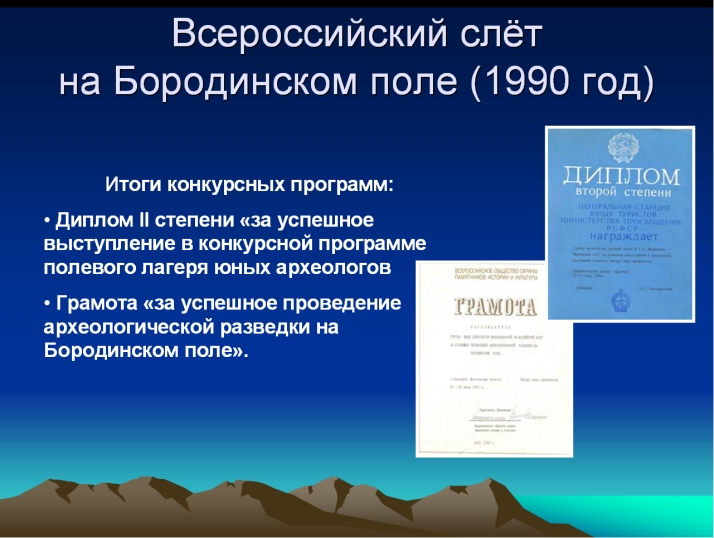 Всероссийский слёт
на Бородинском поле (1990 год)
Итоги конкурсных программ:
• Диплом II степени «за успешное
выступление в конкурсной программе
полевого лагеря юных археологов
• Грамота «за успешное проведение
археологической разведки на
Бородинском поле».
ДИПЛОМ
второй степени
ЦЕНТРАЛЬНАЯ СТАНЦИЯ
ЮНЫХ ТУРИСТОВ
МИНИСТЕРСТВА ПРОСВЕЩЕНИЯ
РСФСР
награждает
ВСЕРОССИЙСКОЕ ОБЩЕСТВО ОХРАНЫ
ПАМЯТНИКОВ ИСТОРИИ И КУЛЬТУРЫ
ГРАМОТА
НАГРАЖДАЕТСЯ